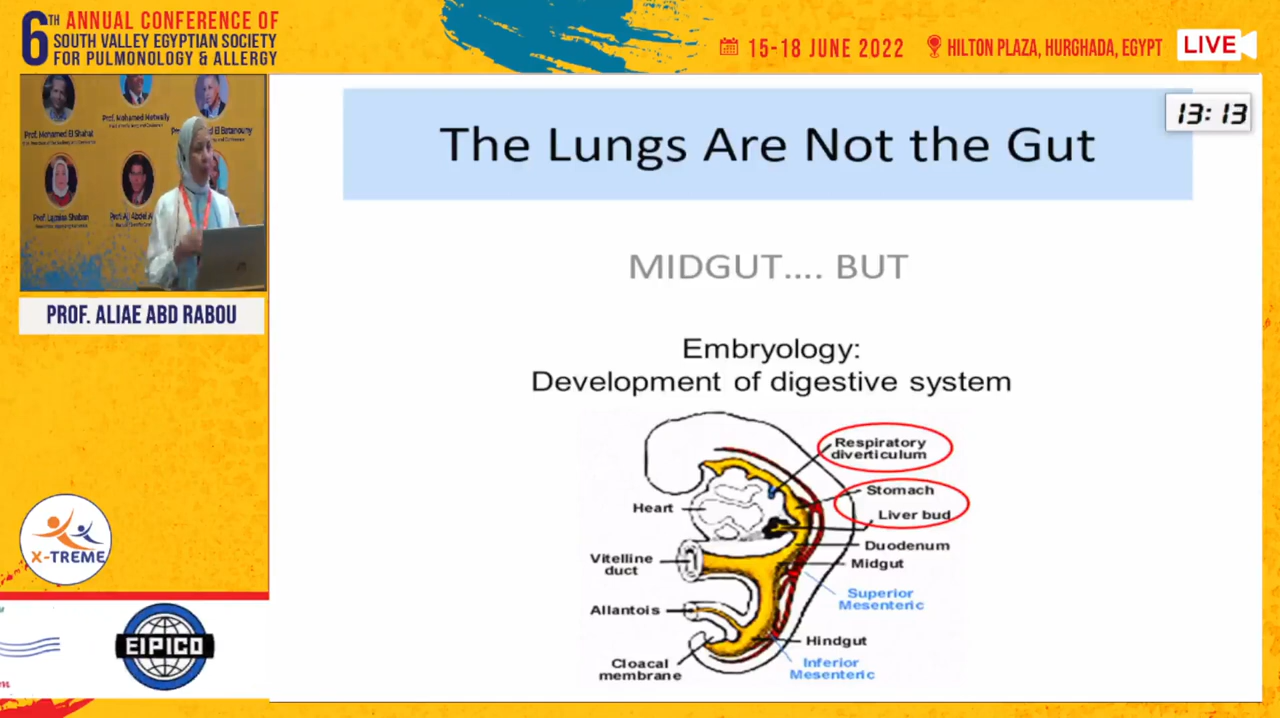 6TH ANNUAL CONFERENCE OF
SOUTH VALLEY EGYPTIAN SOCIETY
FOR PULMONOLOGY & ALLERGY
15-18 JUNE 2022
HILTON PLAZA, HURGHADA, EGYPT
LIVE
13:13
Prof. Mohamed El Shahat
Prof. Mohamed Metwally
El Batanouny
Prof. Lamiaa Shaban
PROF. ALIAE ABD RABOU
X-TREME
EIPICO
The Lungs Are Not the Gut
MIDGUT.... BUT
Embryology:
Development of digestive system
Respiratory
diverticulum
Stomach
Heart
Liver bud
Duodenum
Vitelline
duct
Midgut
Superior
Mesenteric
Allantois
Hindgut
Cloacal
membrane
Inferior
Mesenteric